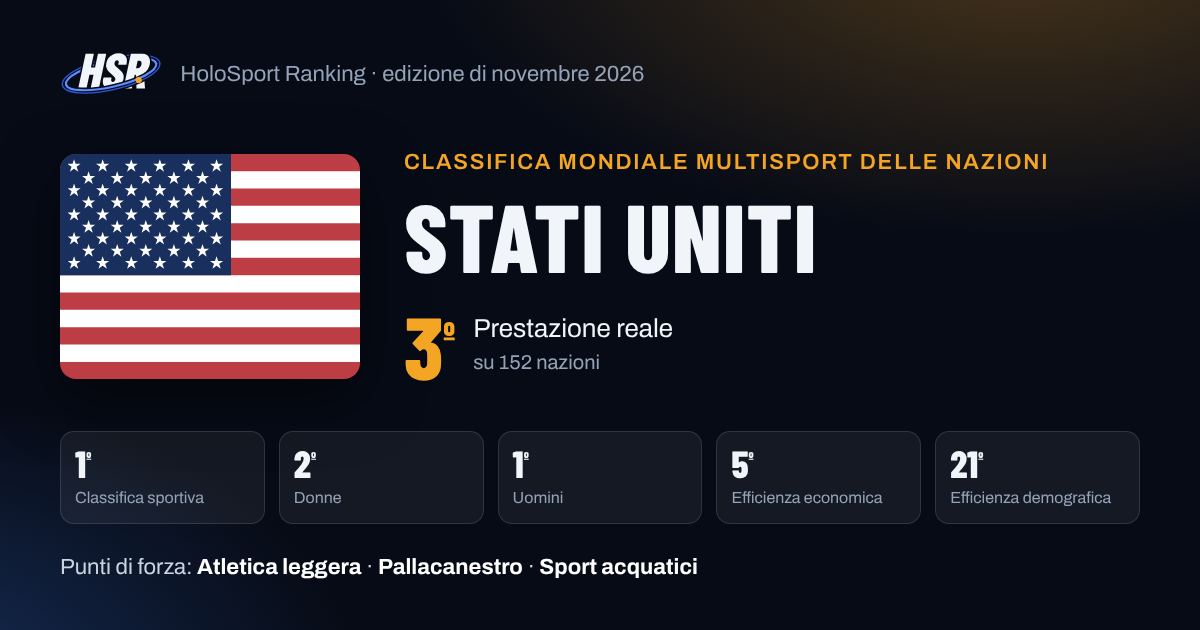 HSR
HoloSport Ranking · edizione di novembre 2026
CLASSIFICA MONDIALE MULTISPORT DELLE NAZIONI
STATI UNITI
3º
Prestazione reale
su 152 nazioni
1º
Classifica sportiva
2º
Donne
1º
Uomini
5º
Efficienza economica
21º
Efficienza demografica
Punti di forza: Atletica leggera · Pallacanestro · Sport acquatici